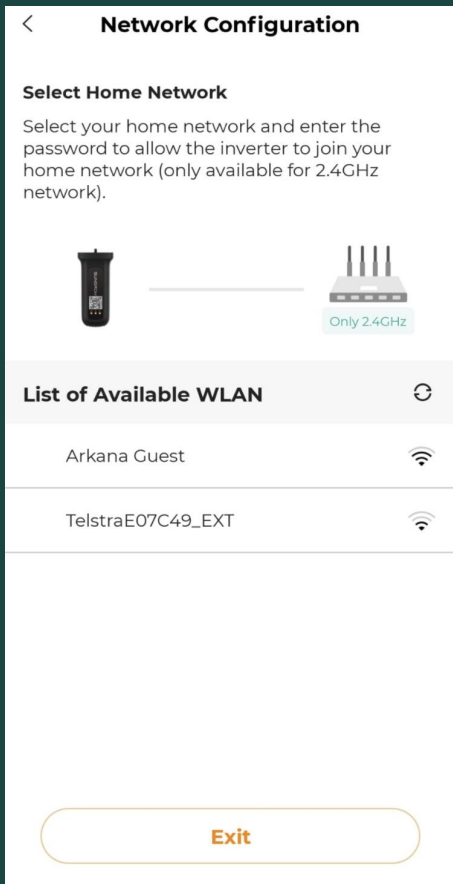 Network Configuration
Select Home Network
Select your home network and enter the
password to allow the inverter to join your
home network (only available for 2.4GHz
network).
Only 2.4GHz
List of Available WLAN
Arkana Guest
TelstraE07C49_EXT
Exit